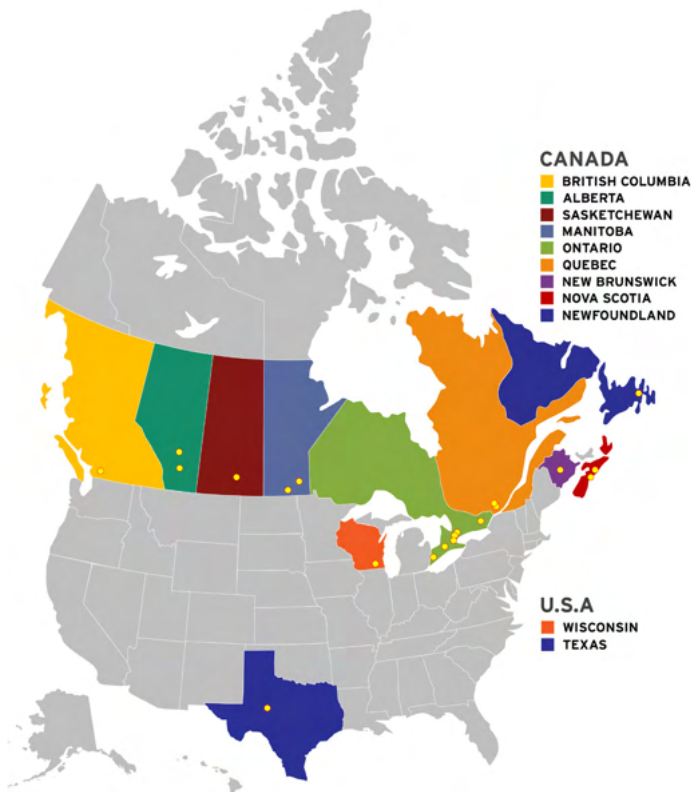 CANADA
BRITISH COLUMBIA
ALBERTA
SASKETCHEWAN
MANITOBA
ONTARIO
QUEBEC
NEW BRUNSWICK
NOVA SCOTIA
NEWFOUNDLAND
U.S.A
WISCONSIN
TEXAS